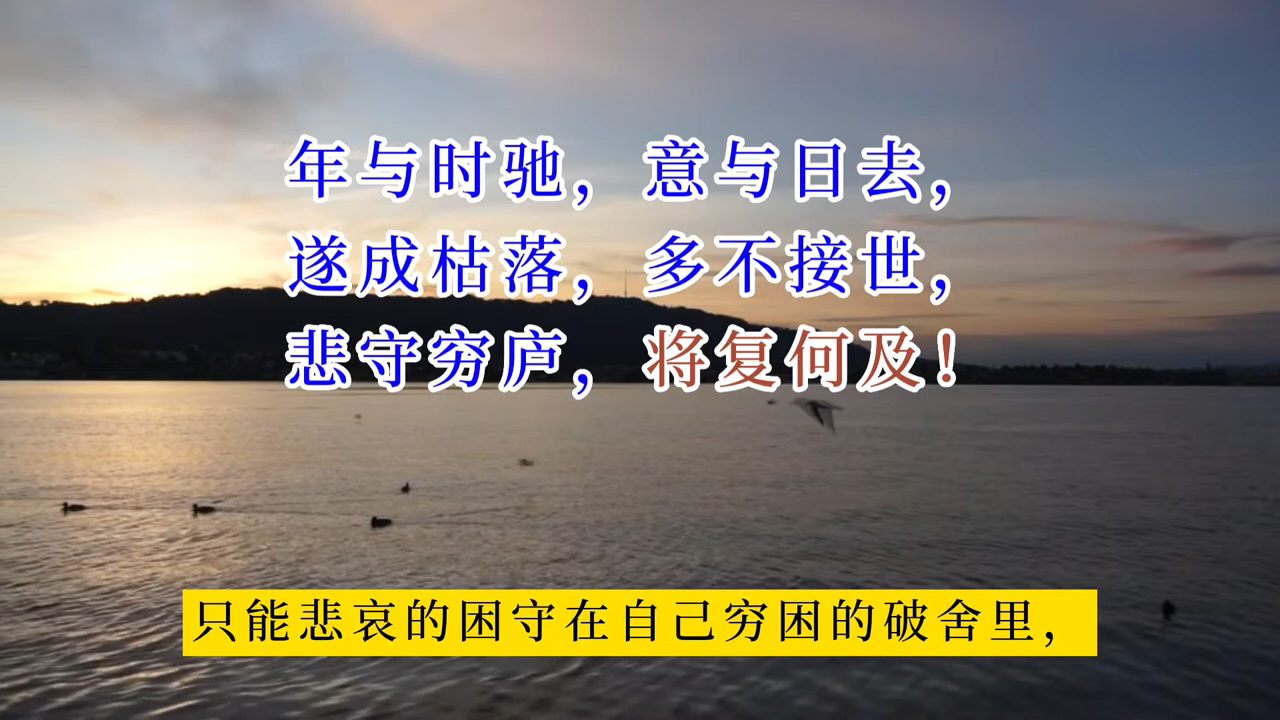 年与时驰，意与日去，
遂成枯落，多不接世，
悲守穷庐，将复何及！
只能悲哀的困守在自己穷困的破舍里，